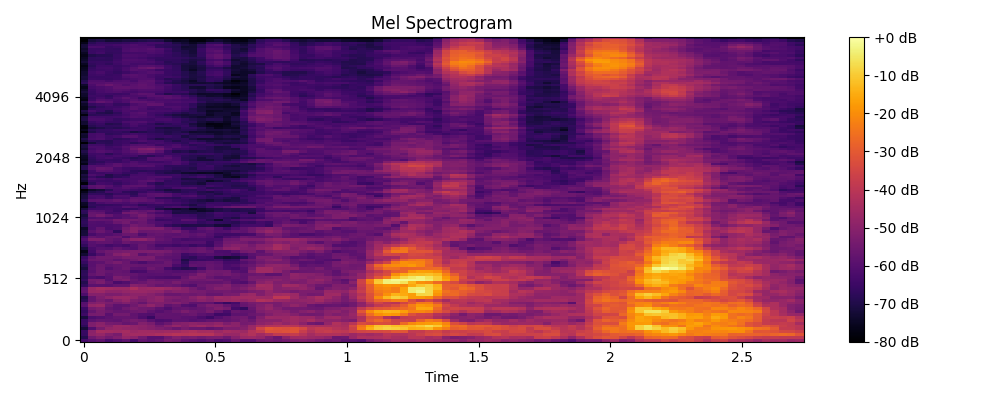 Mel Spectrogram
+0 dB
-10 dB
-20 dB
-30 dB
-40 dB
-50 dB
-60 dB
-70 dB
-80 dB
4096
2048
1024
512
0
Hz
0 0.5 1 1.5 2 2.5
Time